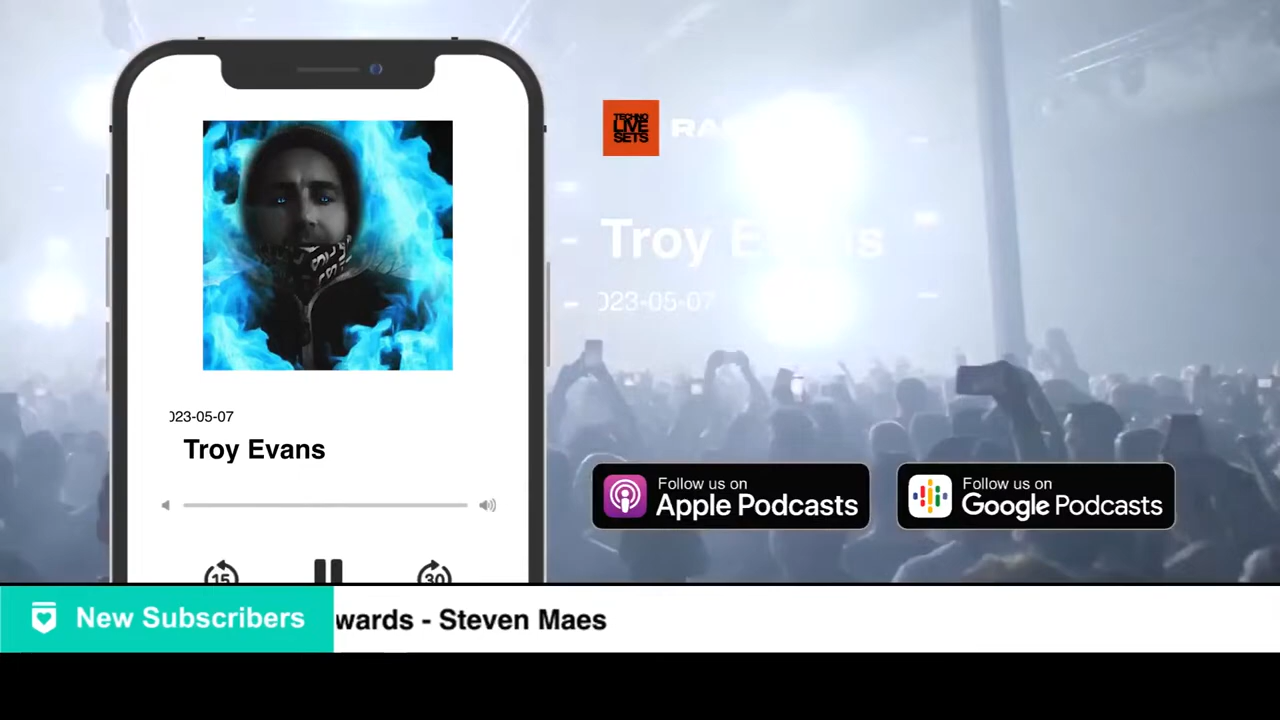 TECHNO
LIVE
SETS
Troy Evans
023-05-07
023-05-07
Troy Evans
Follow us on
Apple Podcasts
Follow us on
Google Podcasts
15
30
New Subscribers
wards - Steven Maes